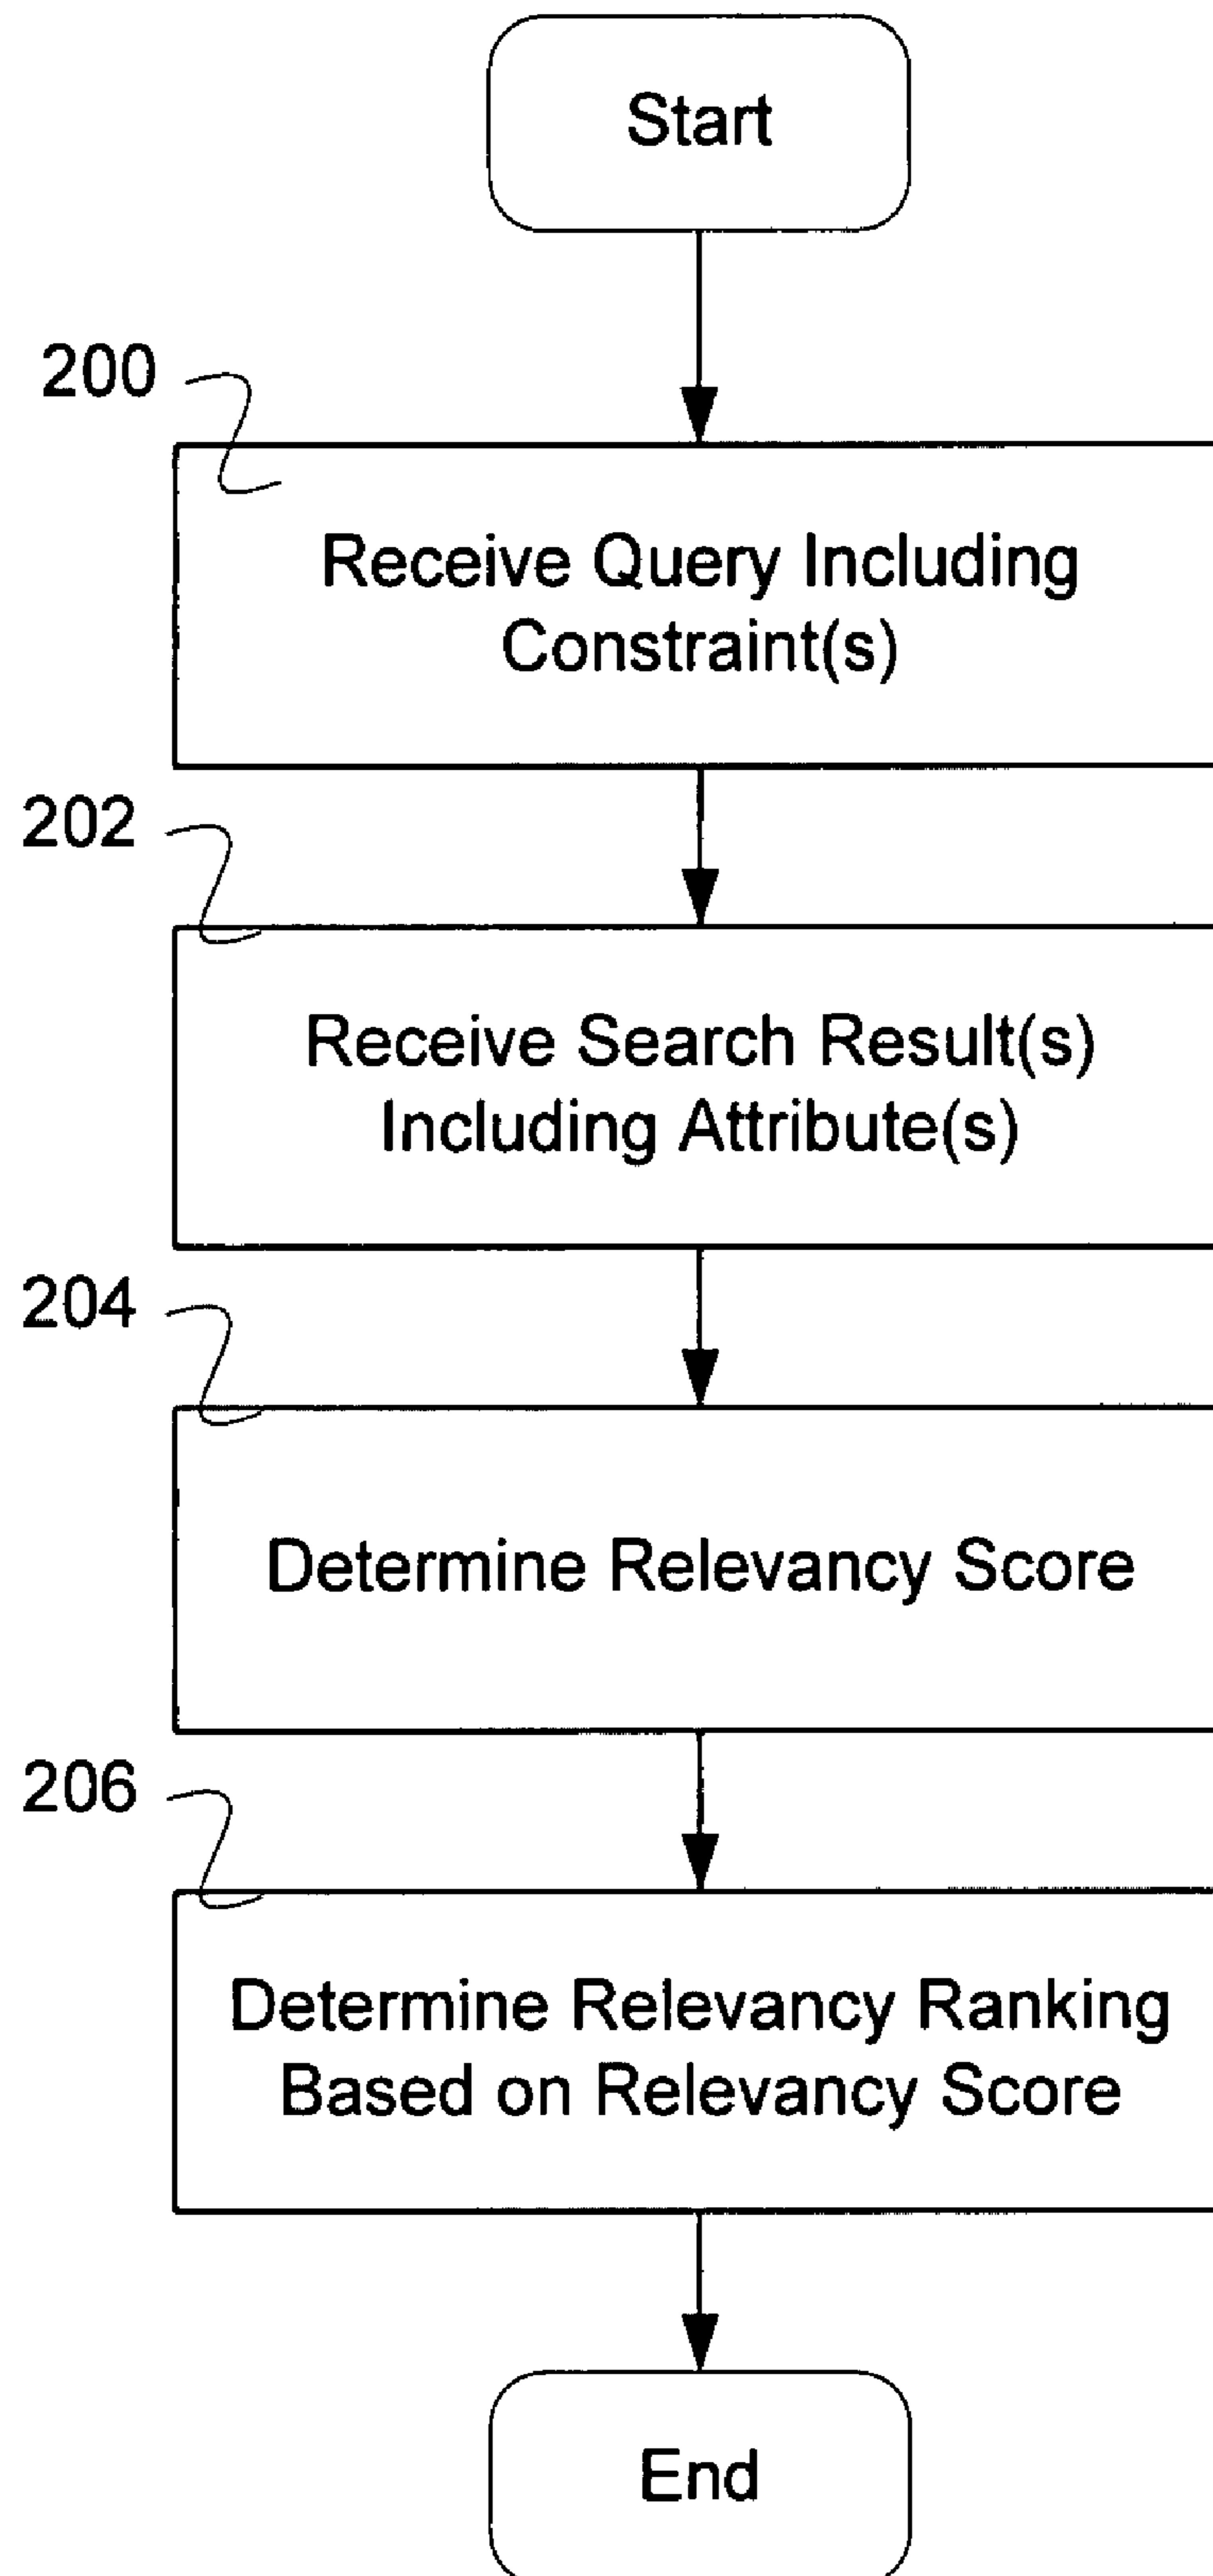 Start
200
Receive Query Including
Constraint(s)
202
Receive Search Result(s)
Including Attribute(s)
204
Determine Relevancy Score
206
Determine Relevancy Ranking
Based on Relevancy Score
End